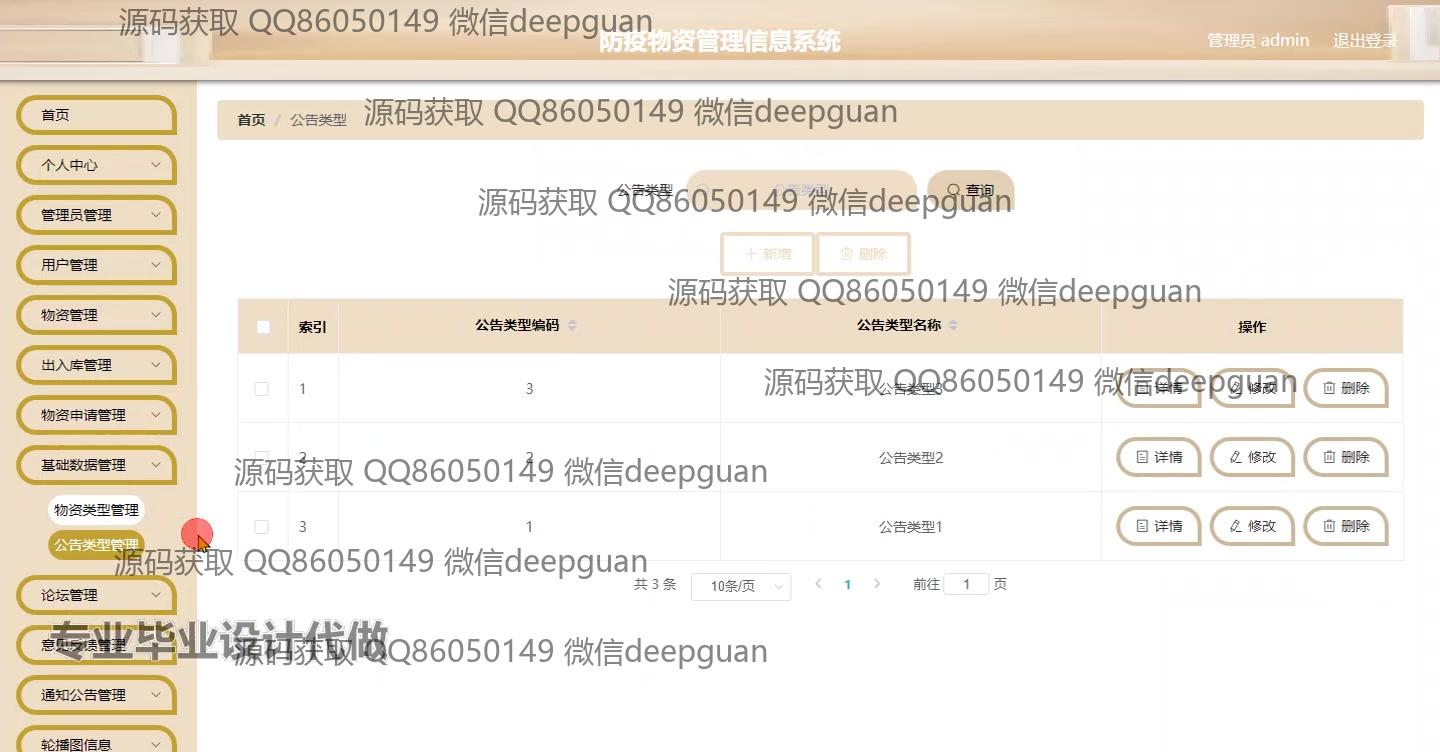 源码获取 QQ86050149 微信deepguan
防疫物资管理信息系统
管理员 admin
退出登录
首页
个人中心
管理员管理
用户管理
物资管理
出入库管理
物资申请管理
基础数据管理
物资类型管理
公告类型管理
论坛管理
意见反馈管理
通知公告管理
轮播图信息
首页 / 公告类型
源码获取 QQ86050149 微信deepguan
公告类型 公告类型 查询
源码获取 QQ86050149 微信deepguan
新增 删除
源码获取 QQ86050149 微信deepguan
索引 公告类型编码 公告类型名称 操作
源码获取 QQ86050149 微信deepguan
1 3 公告类型3 详情 修改 删除
2 2 公告类型2 详情 修改 删除
源码获取 QQ86050149 微信deepguan
3 1 公告类型1 详情 修改 删除
源码获取 QQ86050149 微信deepguan
共 3 条 10条/页 1 前往 1 页
专业毕业设计代做
源码获取 QQ86050149 微信deepguan